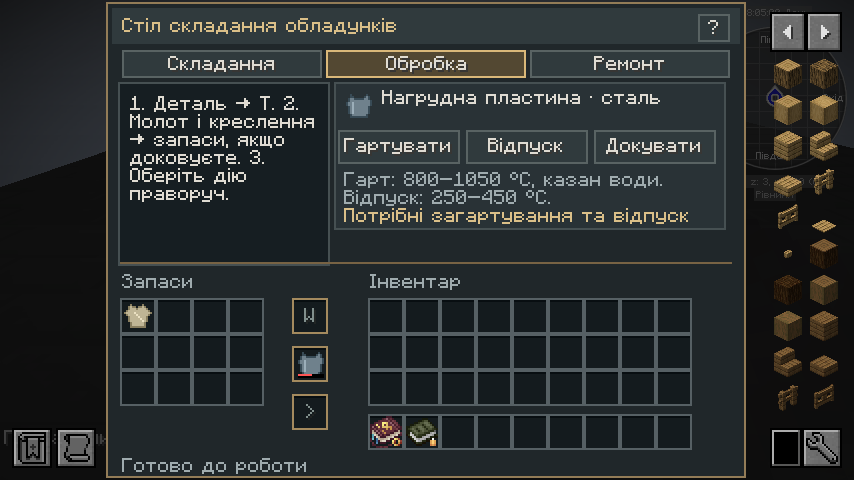 Стіл складання обладунків
?
Складання
Обробка
Ремонт
1. Деталь → Т. 2.
Молот і креслення
→ запаси, якщо
доковуєте. 3.
Оберіть дію
праворуч.
Нагрудна пластина · сталь
Гартувати
Відпуск
Докувати
Гарт: 800—1050 °C, казан води.
Відпуск: 250—450 °C.
Потрібні загартування та відпуск
Запаси
Інвентар
W
>
Готово до роботи